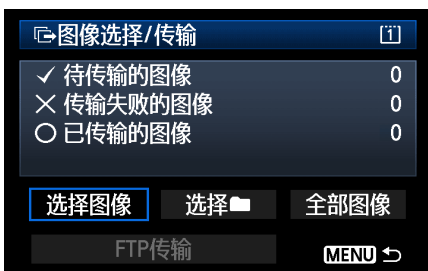 图像选择/传输 1
待传输的图像 0
传输失败的图像 0
已传输的图像 0
选择图像 选择 全部图像
FTP传输 MENU